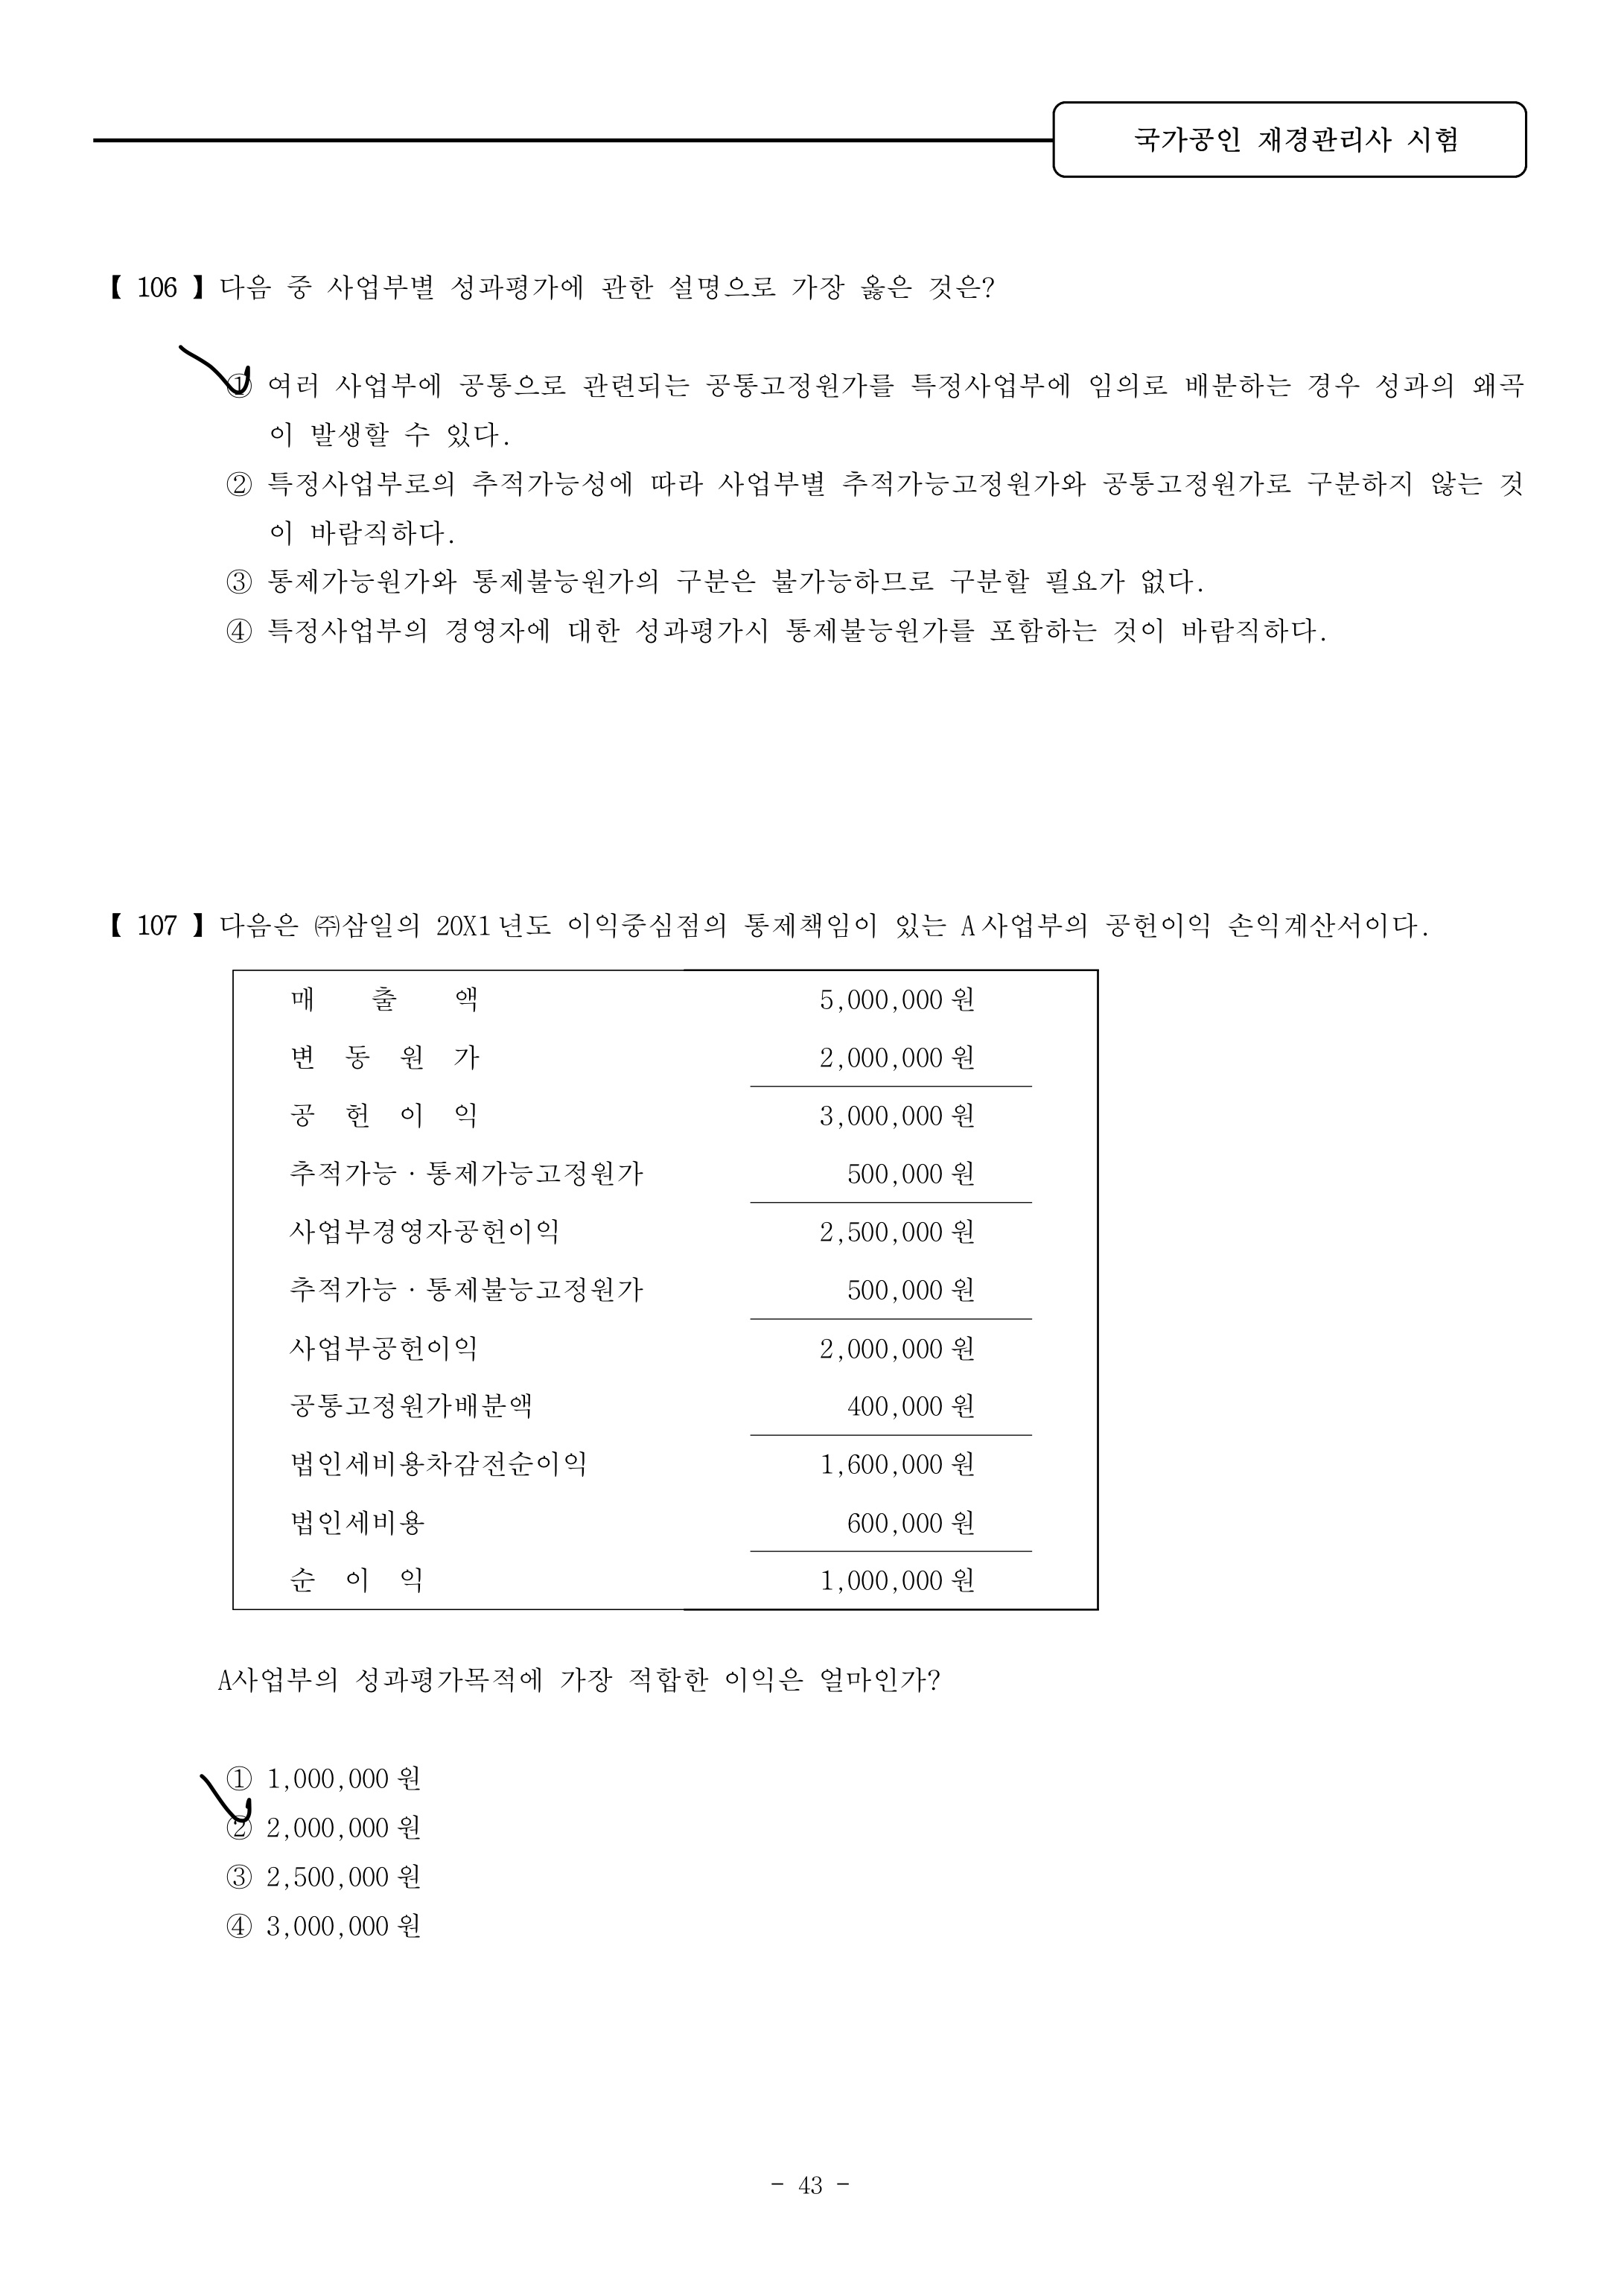 국가공인 재경관리사 시험
【 106 】 다음 중 사업부별 성과평가에 관한 설명으로 가장 옳은 것은?
① 여러 사업부에 공통으로 관련되는 공통고정원가를 특정사업부에 임의로 배분하는 경우 성과의 왜곡
이 발생할 수 있다.
② 특정사업부로의 추적가능성에 따라 사업부별 추적가능고정원가와 공통고정원가로 구분하지 않는 것
이 바람직하다.
③ 통제가능원가와 통제불능원가의 구분은 불가능하므로 구분할 필요가 없다.
④ 특정사업부의 경영자에 대한 성과평가시 통제불능원가를 포함하는 것이 바람직하다.
【 107 】 다음은 ㈜삼일의 20X1년도 이익중심점의 통제책임이 있는 A사업부의 공헌이익 손익계산서이다.
매 출 액 5,000,000원
변 동 원 가 2,000,000원
공 헌 이 익 3,000,000원
추적가능·통제가능고정원가 500,000원
사업부경영자공헌이익 2,500,000원
추적가능·통제불능고정원가 500,000원
사업부공헌이익 2,000,000원
공통고정원가배분액 400,000원
법인세비용차감전순이익 1,600,000원
법인세비용 600,000원
순 이 익 1,000,000원
A사업부의 성과평가목적에 가장 적합한 이익은 얼마인가?
① 1,000,000원
② 2,000,000원
③ 2,500,000원
④ 3,000,000원
- 43 -